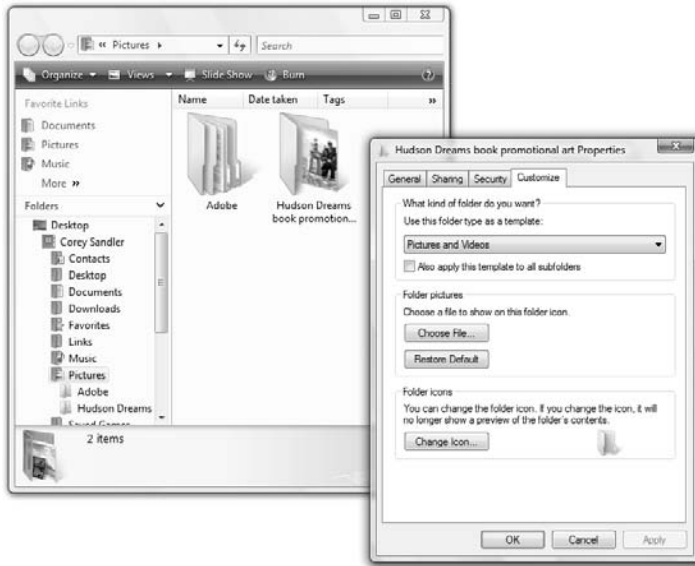 « Pictures ▸
Search
Organize Views Slide Show Burn
Favorite Links
Documents
Pictures
Music
More »
Folders
Desktop
Corey Sandler
Contacts
Desktop
Documents
Downloads
Favorites
Links
Music
Pictures
Adobe
Hudson Dreams
Saved Games
Name Date taken Tags »
Adobe
Hudson Dreams
book promotion...
2 items
Hudson Dreams book promotional art Properties
General Sharing Security Customize
What kind of folder do you want?
Use this folder type as a template:
Pictures and Videos
Also apply this template to all subfolders
Folder pictures
Choose a file to show on this folder icon.
Choose File...
Restore Default
Folder icons
You can change the folder icon. If you change the icon, it will
no longer show a preview of the folder's contents.
Change Icon...
OK Cancel Apply